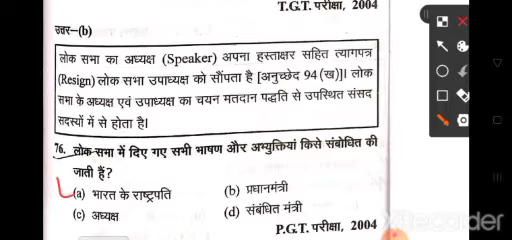 T.G.T. परीक्षा, 2004
उत्तर–(b)
लोक सभा का अध्यक्ष (Speaker) अपना हस्ताक्षर सहित त्यागपत्र
(Resign) लोक सभा उपाध्यक्ष को सौंपता है [अनुच्छेद 94 (ख)]। लोक
सभा के अध्यक्ष एवं उपाध्यक्ष का चयन मतदान पद्धति से उपस्थित संसद
सदस्यों में से होता है।
76. लोक सभा में दिए गए सभी भाषण और अभ्युक्तियां किसे संबोधित की
जाती हैं?
(a) भारत के राष्ट्रपति (b) प्रधानमंत्री
(c) अध्यक्ष (d) संबंधित मंत्री
P.G.T. परीक्षा, 2004